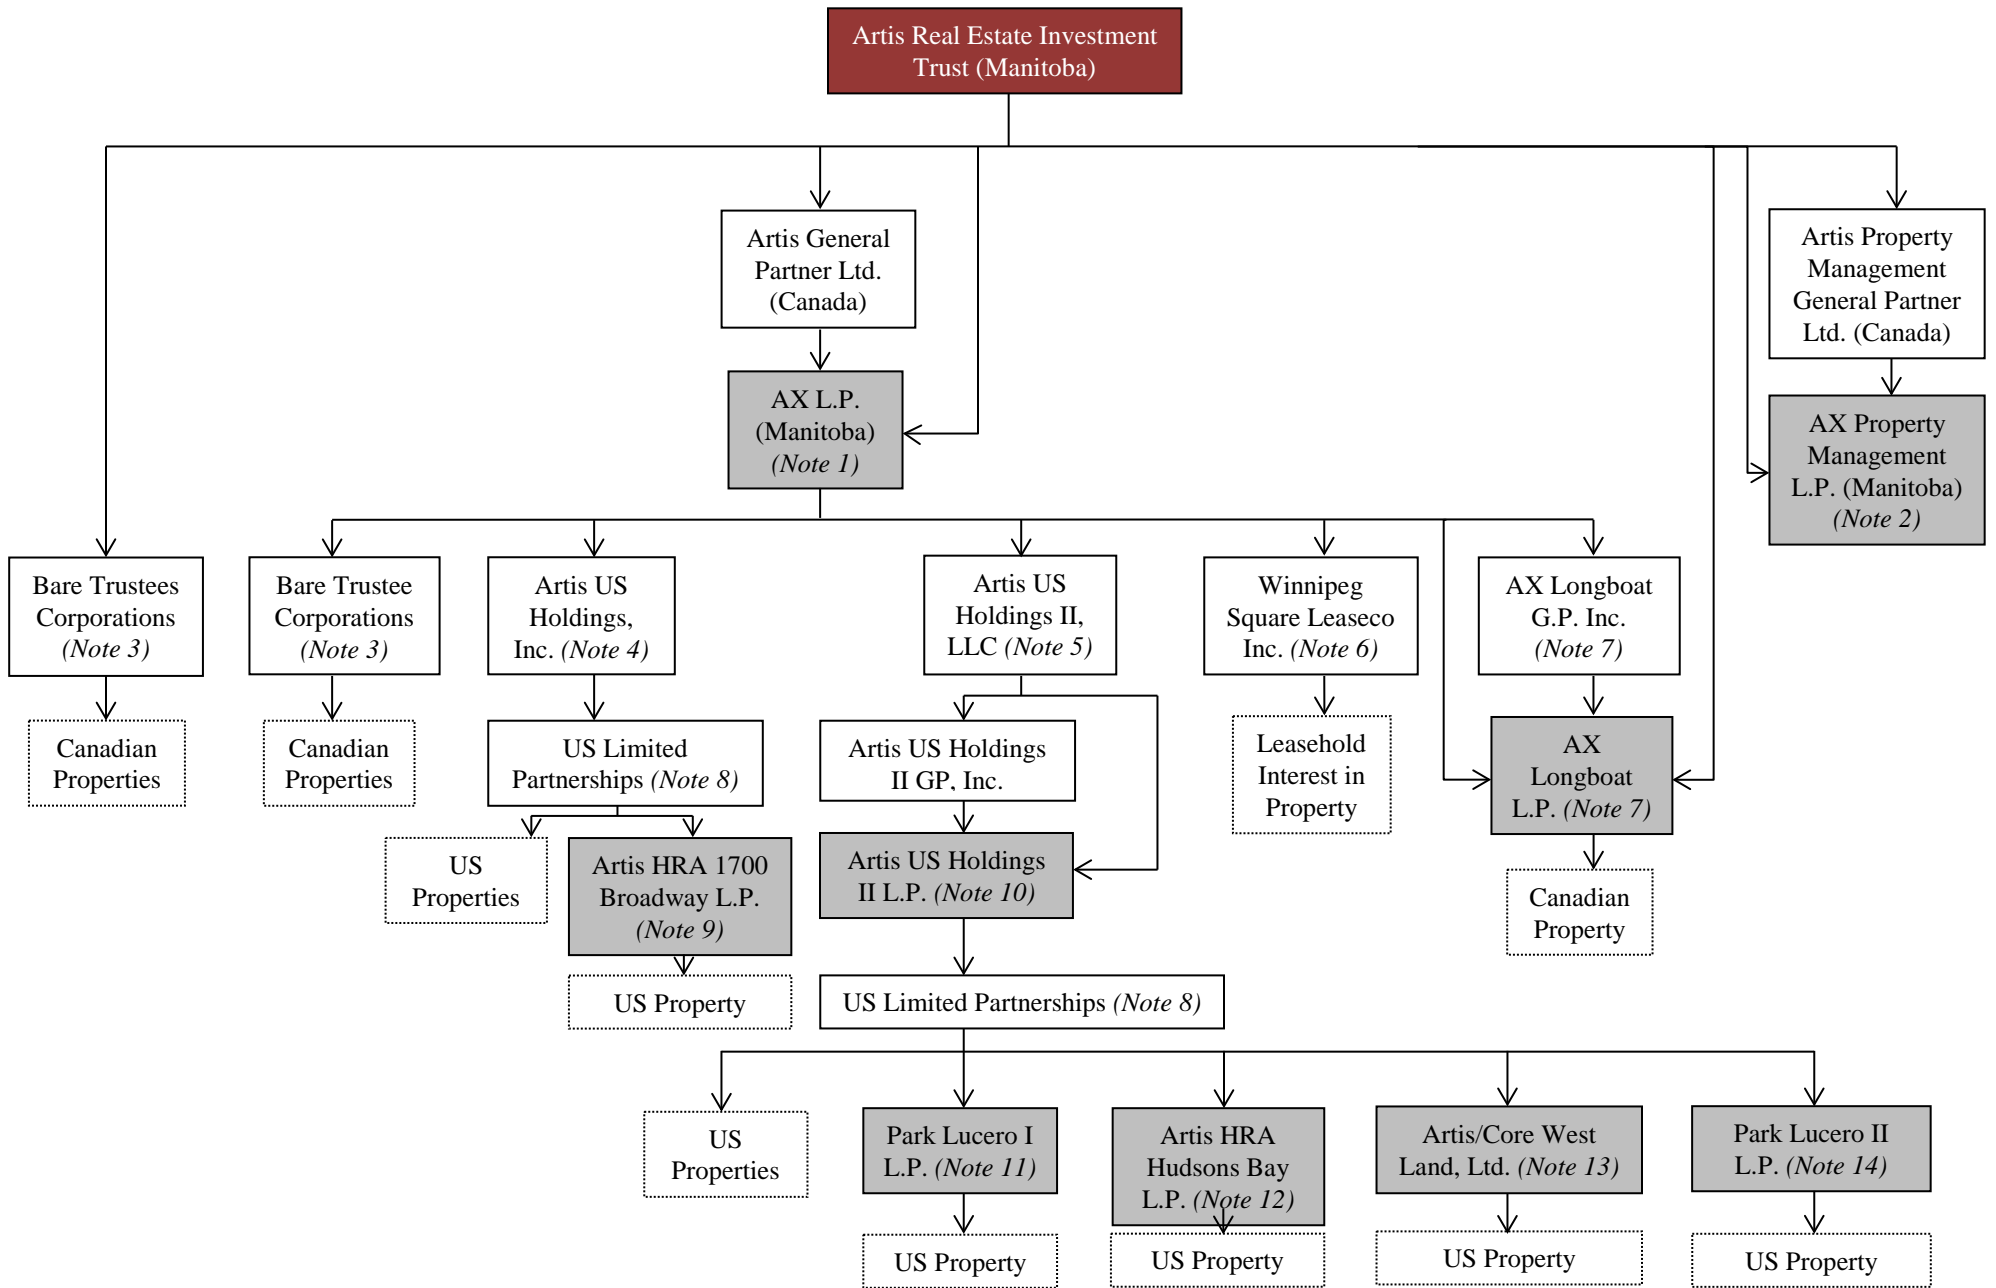 Artis Real Estate Investment
Trust (Manitoba)
Artis General
Partner Ltd.
(Canada)
Artis Property
Management
General Partner
Ltd. (Canada)
AX L.P.
(Manitoba)
(Note 1)
AX Property
Management
L.P. (Manitoba)
(Note 2)
Bare Trustees
Corporations
(Note 3)
Bare Trustee
Corporations
(Note 3)
Artis US
Holdings,
Inc. (Note 4)
Artis US
Holdings II,
LLC (Note 5)
Winnipeg
Square Leaseco
Inc. (Note 6)
AX Longboat
G.P. Inc.
(Note 7)
Canadian
Properties
Canadian
Properties
US Limited
Partnerships (Note 8)
Artis US Holdings
II GP, Inc.
Leasehold
Interest in
Property
AX
Longboat
L.P. (Note 7)
US
Properties
Artis HRA 1700
Broadway L.P.
(Note 9)
Artis US Holdings
II L.P. (Note 10)
Canadian
Property
US Property
US Limited Partnerships (Note 8)
US
Properties
Park Lucero I
L.P. (Note 11)
Artis HRA
Hudsons Bay
L.P. (Note 12)
Artis/Core West
Land, Ltd. (Note 13)
Park Lucero II
L.P. (Note 14)
US Property
US Property
US Property
US Property